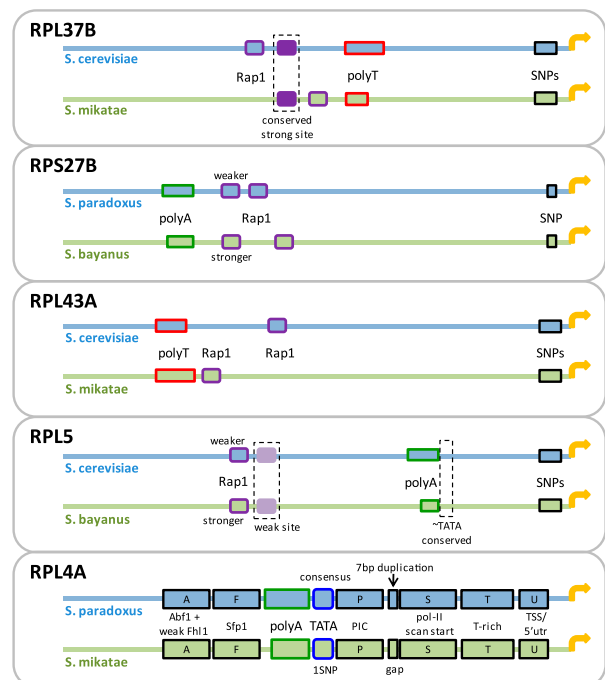 RPL37B
S. cerevisiae
Rap1
polyT
SNPs
S. mikatae
conserved
strong site
RPS27B
weaker
S. paradoxus
polyA
Rap1
SNP
S. bayanus
stronger
RPL43A
S. cerevisiae
polyT
Rap1
Rap1
SNPs
S. mikatae
RPL5
weaker
S. cerevisiae
Rap1
polyA
SNPs
S. bayanus
stronger
weak site
~TATA
conserved
RPL4A
7bp duplication
consensus
A F P S T U
S. paradoxus
Abf1 +
weak Fhl1
Sfp1
polyA
TATA
PIC
pol-II
scan start
T-rich
TSS/
5'utr
A F P S T U
S. mikatae
1SNP
gap